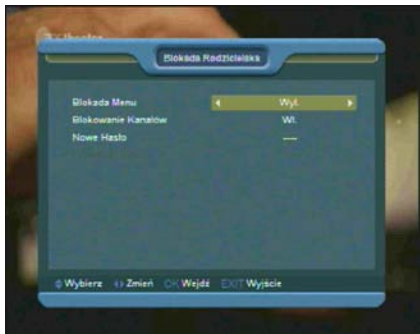 Blokada Rodzicielska
Blokada Menu Wył.
Blokowanie Kanałów Wł.
Nowe Hasło ----
Wybierz Zmień OK Wejdź EXIT Wyjście